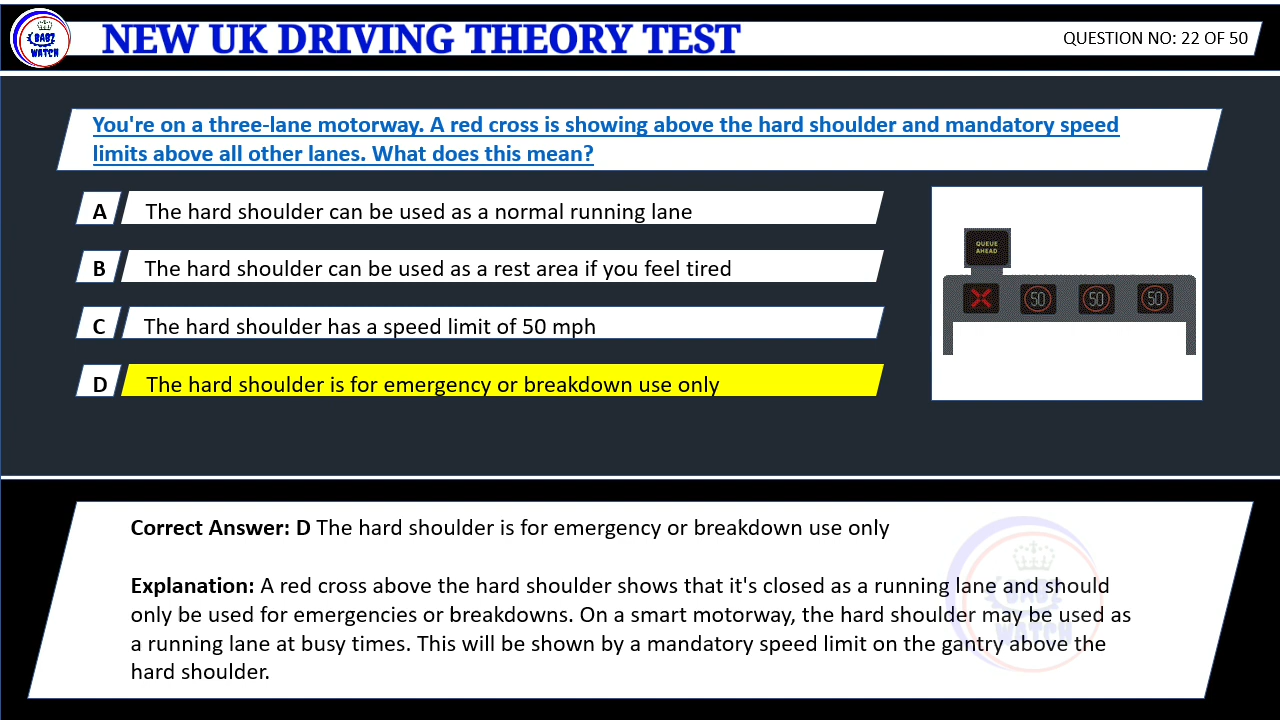 BABZ
WATCH
NEW UK DRIVING THEORY TEST
QUESTION NO: 22 OF 50
You're on a three-lane motorway. A red cross is showing above the hard shoulder and mandatory speed
limits above all other lanes. What does this mean?
A The hard shoulder can be used as a normal running lane
B The hard shoulder can be used as a rest area if you feel tired
C The hard shoulder has a speed limit of 50 mph
D The hard shoulder is for emergency or breakdown use only
QUEUE
AHEAD
50 50 50
Correct Answer: D The hard shoulder is for emergency or breakdown use only
Explanation: A red cross above the hard shoulder shows that it's closed as a running lane and should
only be used for emergencies or breakdowns. On a smart motorway, the hard shoulder may be used as
a running lane at busy times. This will be shown by a mandatory speed limit on the gantry above the
hard shoulder.
BABZ
WATCH